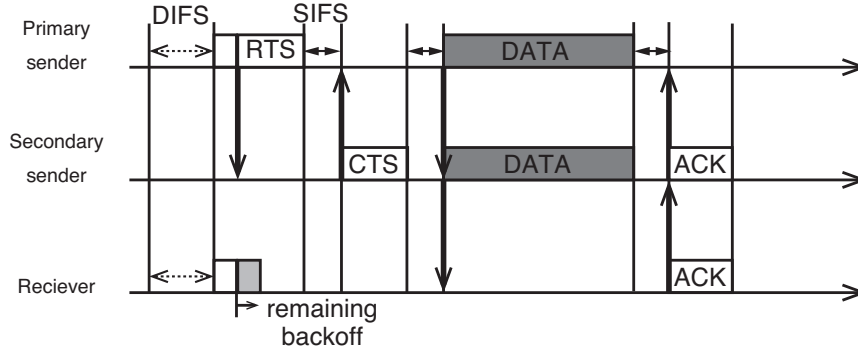 DIFS
SIFS
Primary
sender
RTS
DATA
Secondary
sender
CTS
DATA
ACK
Reciever
ACK
remaining
backoff